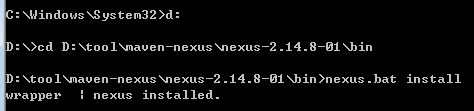 C:\Windows\System32>d:
D:\>cd D:\tool\maven-nexus\nexus-2.14.8-01\bin
D:\tool\maven-nexus\nexus-2.14.8-01\bin>nexus.bat install
wrapper  | nexus installed.